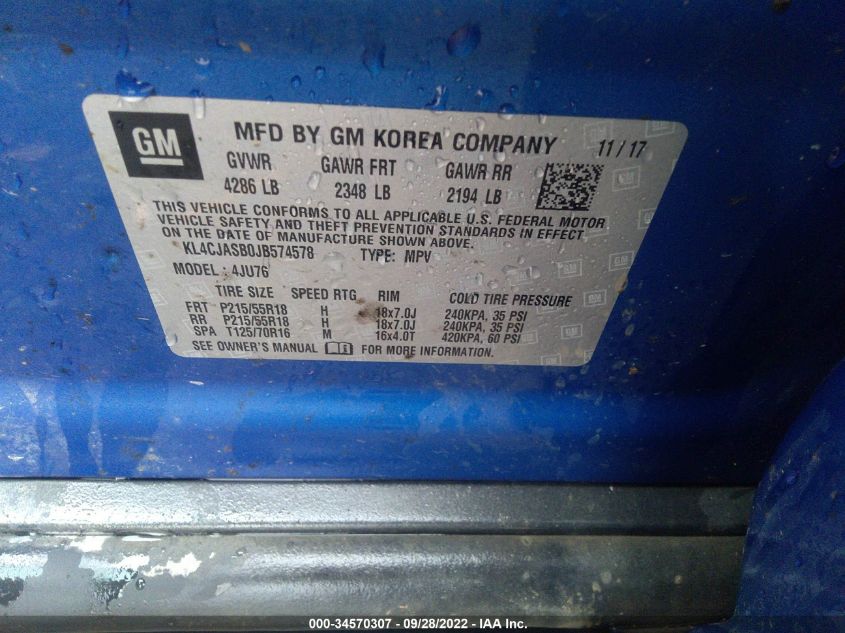 GM
MFD BY GM KOREA COMPANY 11/17
GVWR GAWR FRT GAWR RR
4286 LB 2348 LB 2194 LB
THIS VEHICLE CONFORMS TO ALL APPLICABLE U.S. FEDERAL MOTOR
VEHICLE SAFETY AND THEFT PREVENTION STANDARDS IN EFFECT
ON THE DATE OF MANUFACTURE SHOWN ABOVE.
KL4CJASB0JB574578 TYPE: MPV
MODEL: 4JU76
TIRE SIZE SPEED RTG RIM COLD TIRE PRESSURE
FRT P215/55R18 H 18x7.0J 240KPA, 35 PSI
RR P215/55R18 H 18x7.0J 240KPA, 35 PSI
SPA T125/70R16 M 16x4.0T 420KPA, 60 PSI
SEE OWNER'S MANUAL FOR MORE INFORMATION.
000-34570307 - 09/28/2022 - IAA Inc.